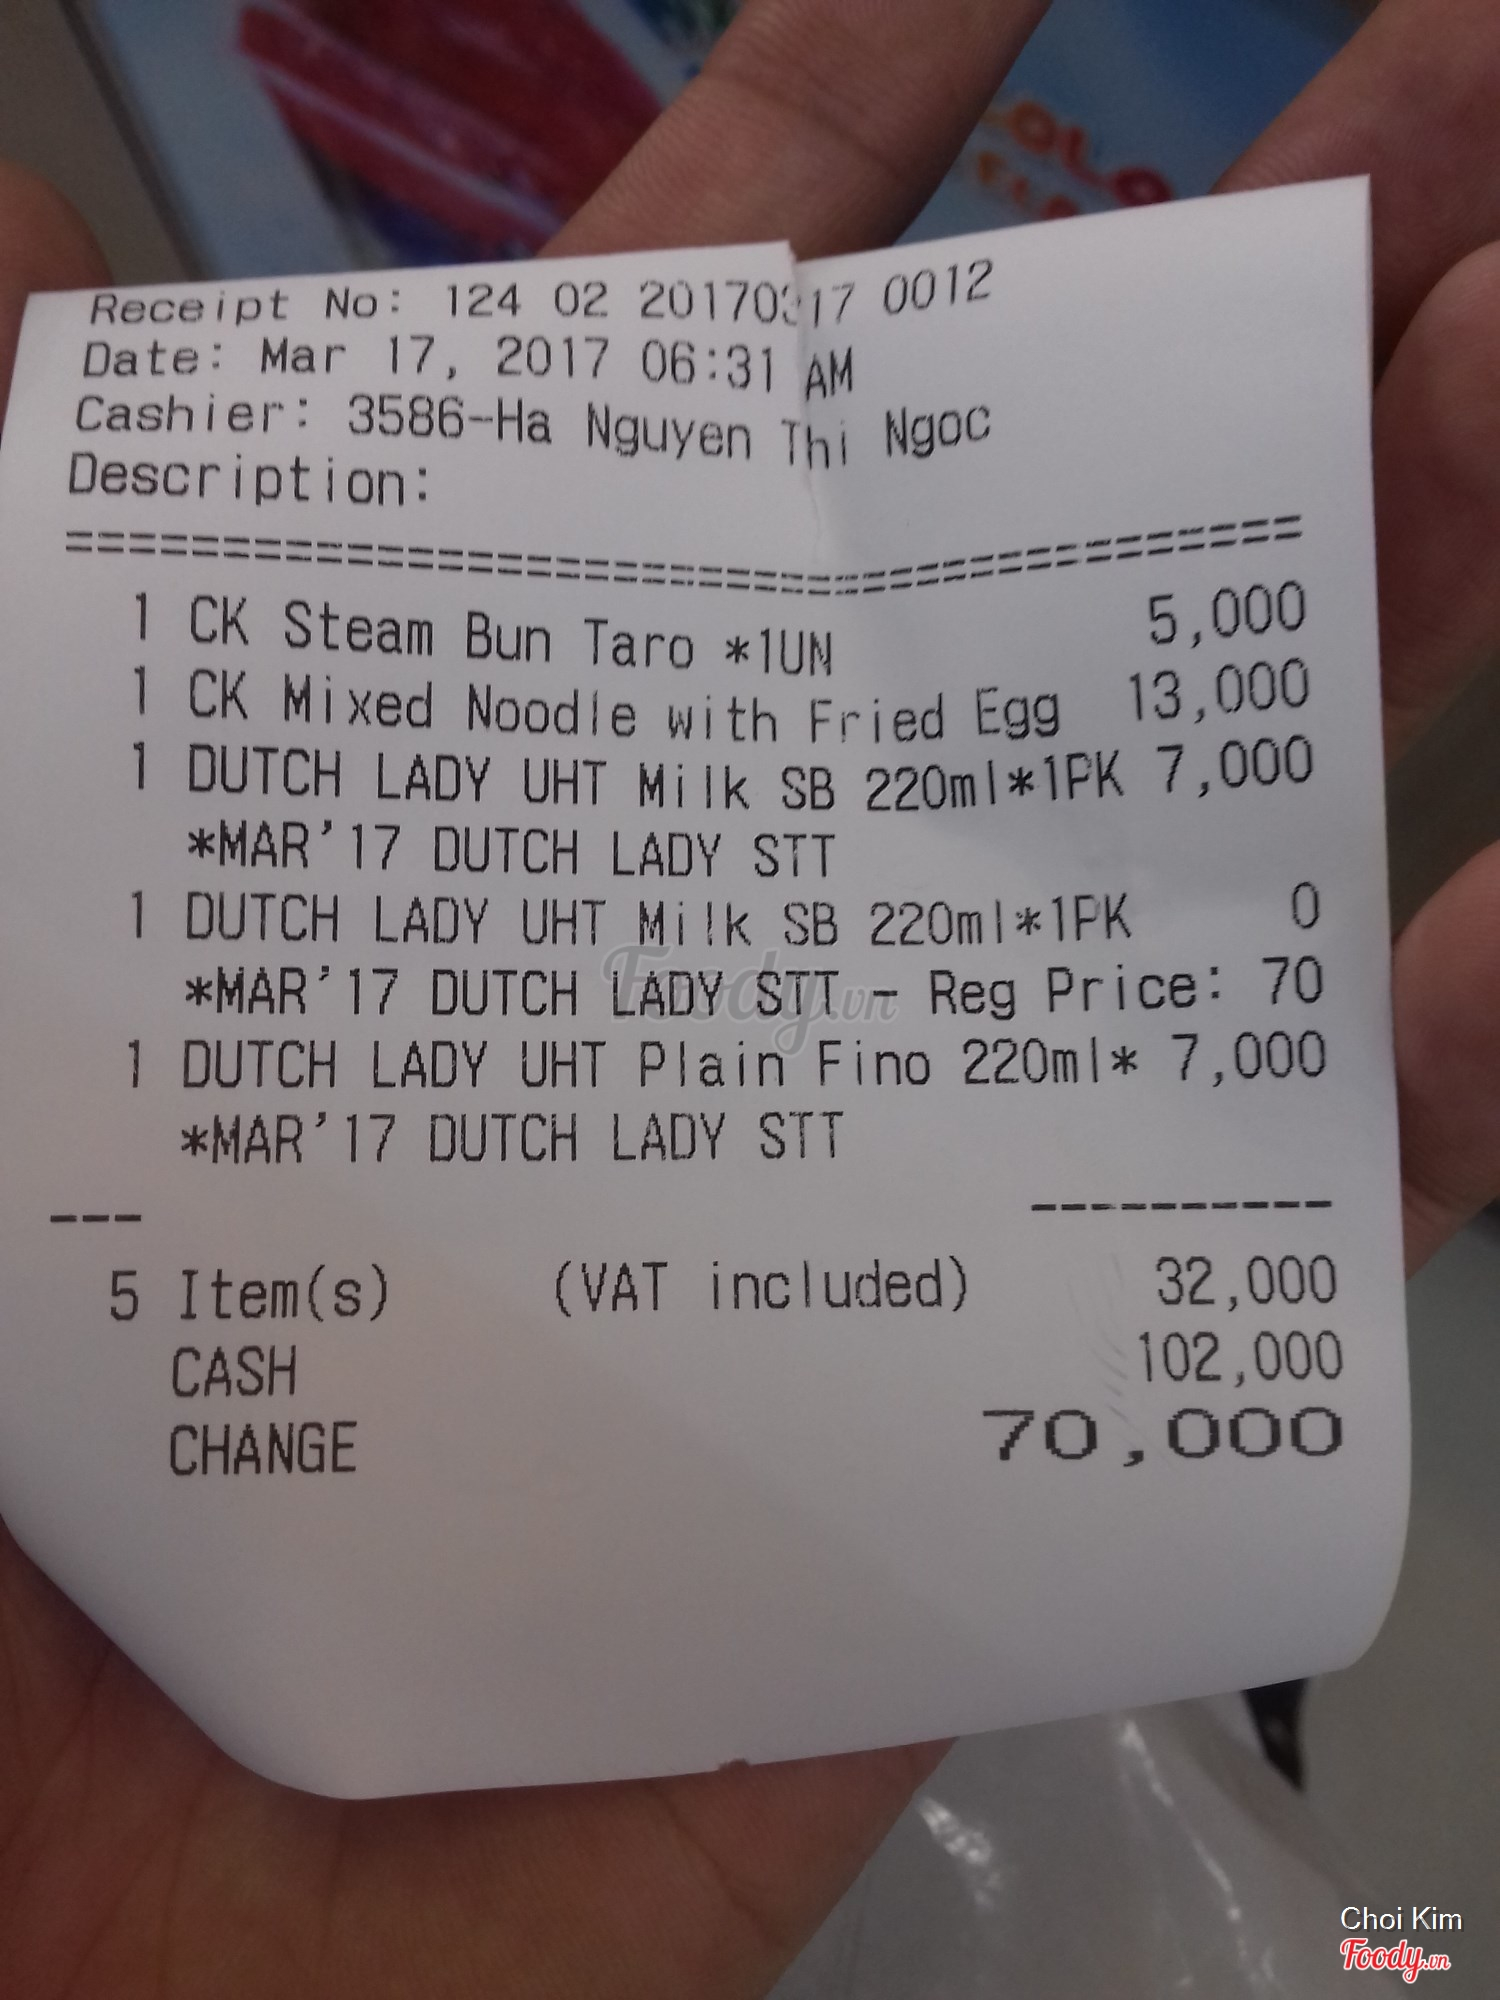 Receipt No: 124 02 20170317 0012
Date: Mar 17, 2017 06:31 AM
Cashier: 3586-Ha Nguyen Thi Ngoc
Description:
========================================
1 CK Steam Bun Taro *1UN 5,000
1 CK Mixed Noodle with Fried Egg 13,000
1 DUTCH LADY UHT Milk SB 220ml*1PK 7,000
*MAR'17 DUTCH LADY STT
1 DUTCH LADY UHT Milk SB 220ml*1PK 0
*MAR'17 DUTCH LADY STT - Reg Price: 70
1 DUTCH LADY UHT Plain Fino 220ml* 7,000
*MAR'17 DUTCH LADY STT
--- ----------
5 Item(s) (VAT included) 32,000
CASH 102,000
CHANGE 70,000
Foody.vn
Choi Kim
Foody.vn